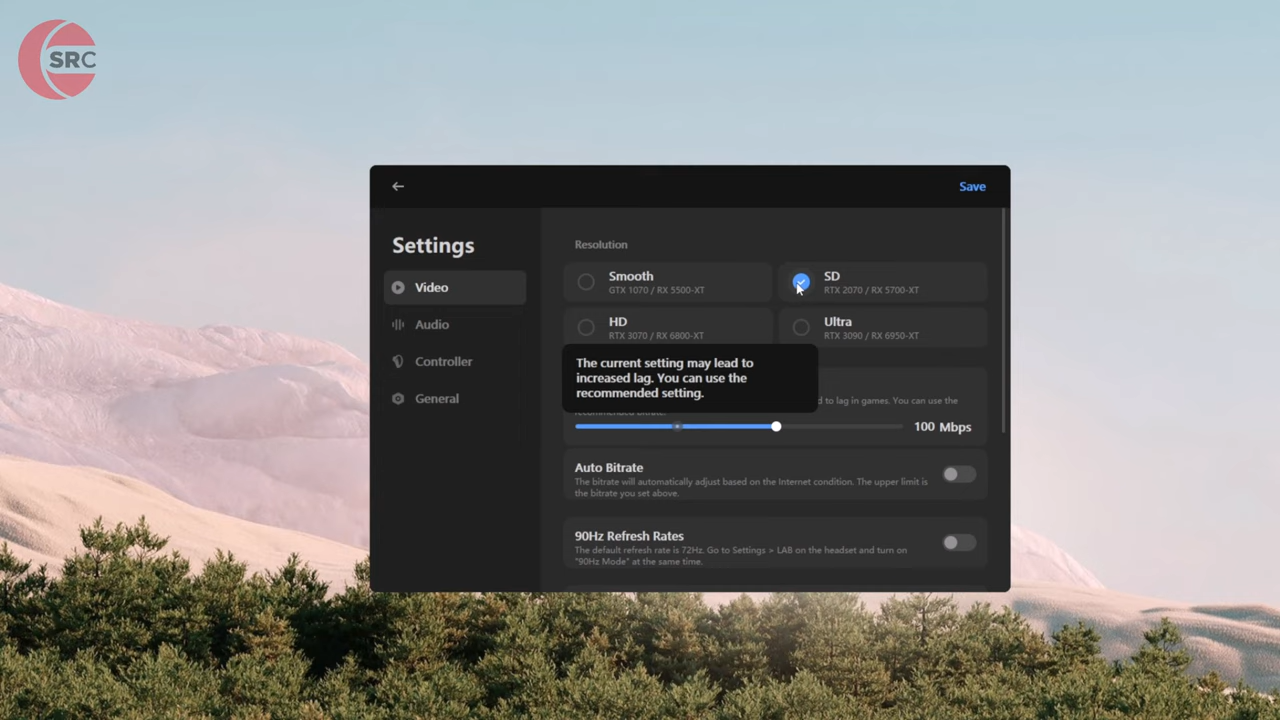 SRC
Save
Settings
Video
Audio
Controller
General
Resolution
Smooth
GTX 1070 / RX 5500-XT
SD
RTX 2070 / RX 5700-XT
HD
RTX 3070 / RX 6800-XT
Ultra
RTX 3090 / RX 6950-XT
The current setting may lead to
increased lag. You can use the
recommended setting.
d to lag in games. You can use the
recommended bitrate.
100 Mbps
Auto Bitrate
The bitrate will automatically adjust based on the Internet condition. The upper limit is
the bitrate you set above.
90Hz Refresh Rates
The default refresh rate is 72Hz. Go to Settings > LAB on the headset and turn on
"90Hz Mode" at the same time.